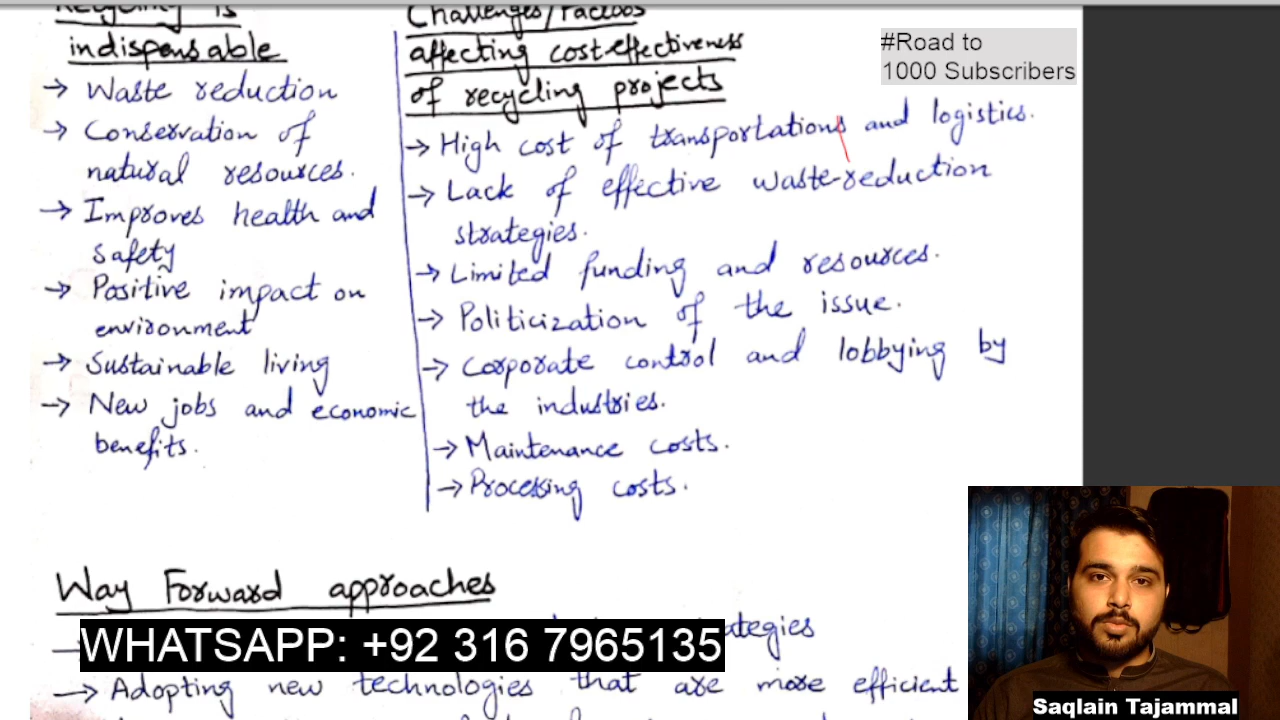 Recycling is
indispensable
→ Waste reduction
→ Conservation of
natural resources.
→ Improves health and
safety
→ Positive impact on
environment
→ Sustainable living
→ New jobs and economic
benefits.
Challenges/Factors
affecting cost-effectiveness
of recycling projects
→ High cost of transportations and logistics.
→ Lack of effective waste-reduction
strategies.
→ Limited funding and resources.
→ Politicization of the issue.
→ Corporate control and lobbying by
the industries.
→ Maintenance costs.
→ Processing costs.
#Road to
1000 Subscribers
Way Forward approaches
WHATSAPP: +92 316 7965135
→ Adopting new technologies that are more efficient
Saqlain Tajammal